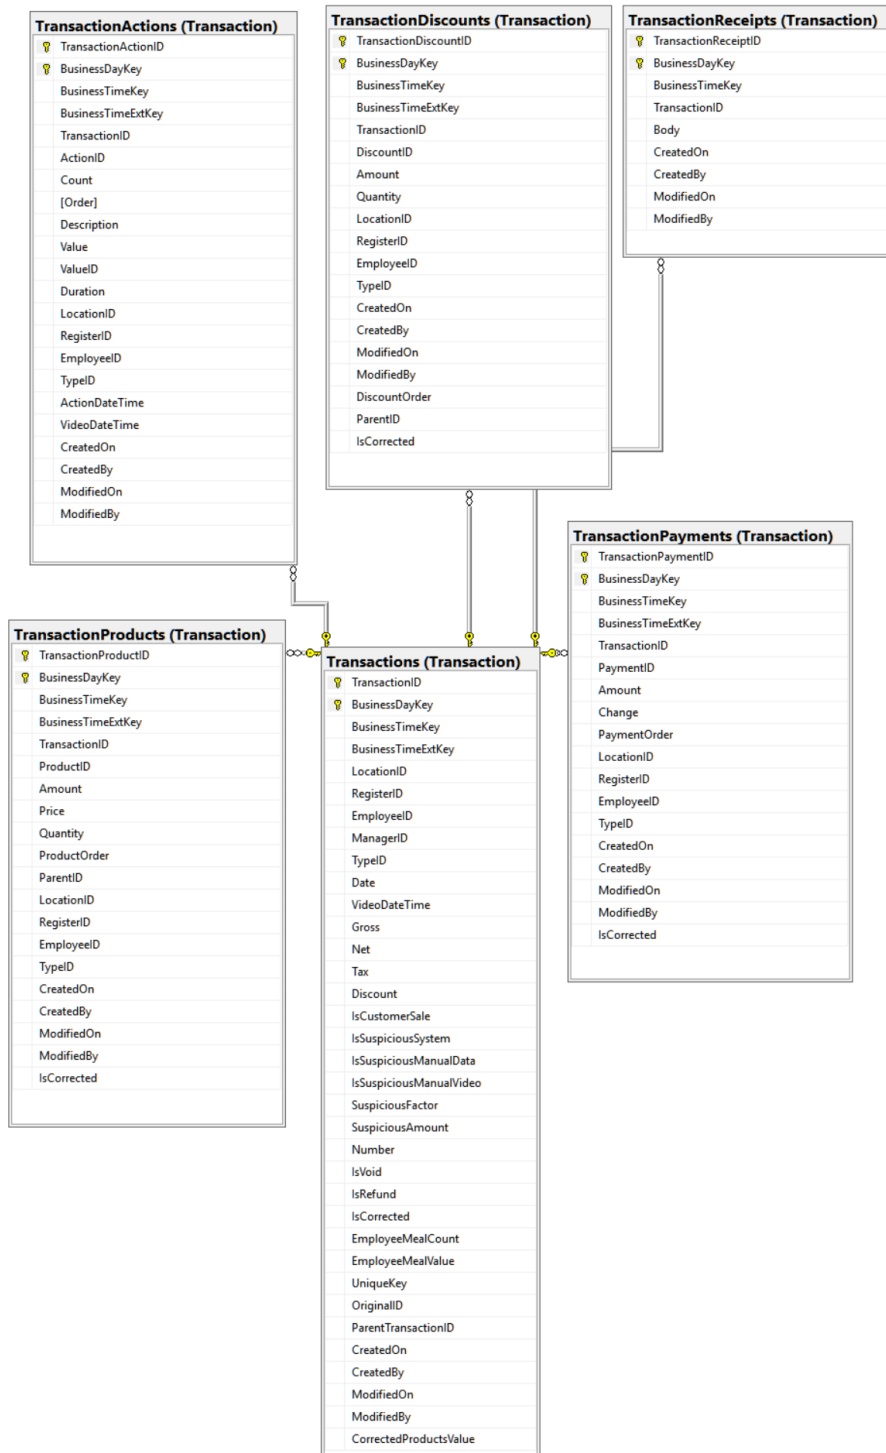 TransactionActions (Transaction)
TransactionActionID
BusinessDayKey
BusinessTimeKey
BusinessTimeExtKey
TransactionID
ActionID
Count
[Order]
Description
Value
ValueID
Duration
LocationID
RegisterID
EmployeeID
TypeID
ActionDateTime
VideoDateTime
CreatedOn
CreatedBy
ModifiedOn
ModifiedBy
TransactionDiscounts (Transaction)
TransactionDiscountID
BusinessDayKey
BusinessTimeKey
BusinessTimeExtKey
TransactionID
DiscountID
Amount
Quantity
LocationID
RegisterID
EmployeeID
TypeID
CreatedOn
CreatedBy
ModifiedOn
ModifiedBy
DiscountOrder
ParentID
IsCorrected
TransactionReceipts (Transaction)
TransactionReceiptID
BusinessDayKey
BusinessTimeKey
TransactionID
Body
CreatedOn
CreatedBy
ModifiedOn
ModifiedBy
TransactionProducts (Transaction)
TransactionProductID
BusinessDayKey
BusinessTimeKey
BusinessTimeExtKey
TransactionID
ProductID
Amount
Price
Quantity
ProductOrder
ParentID
LocationID
RegisterID
EmployeeID
TypeID
CreatedOn
CreatedBy
ModifiedOn
ModifiedBy
IsCorrected
Transactions (Transaction)
TransactionID
BusinessDayKey
BusinessTimeKey
BusinessTimeExtKey
LocationID
RegisterID
EmployeeID
ManagerID
TypeID
Date
VideoDateTime
Gross
Net
Tax
Discount
IsCustomerSale
IsSuspiciousSystem
IsSuspiciousManualData
IsSuspiciousManualVideo
SuspiciousFactor
SuspiciousAmount
Number
IsVoid
IsRefund
IsCorrected
EmployeeMealCount
EmployeeMealValue
UniqueKey
OriginalID
ParentTransactionID
CreatedOn
CreatedBy
ModifiedOn
ModifiedBy
CorrectedProductsValue
TransactionPayments (Transaction)
TransactionPaymentID
BusinessDayKey
BusinessTimeKey
BusinessTimeExtKey
TransactionID
PaymentID
Amount
Change
PaymentOrder
LocationID
RegisterID
EmployeeID
TypeID
CreatedOn
CreatedBy
ModifiedOn
ModifiedBy
IsCorrected